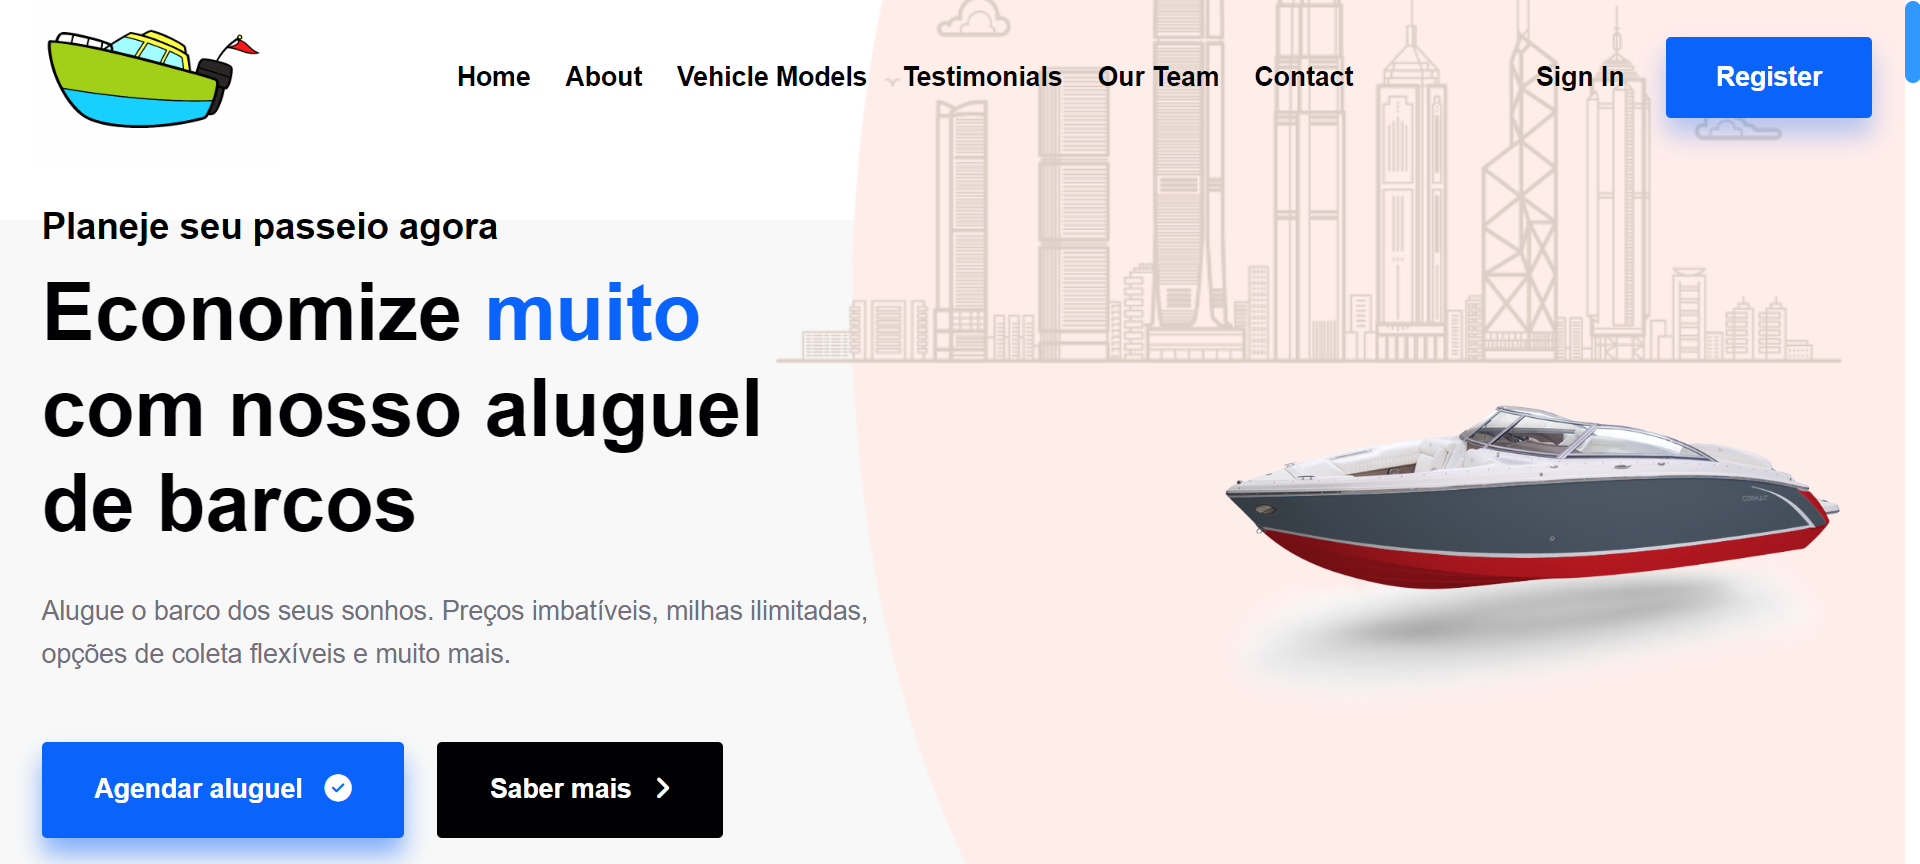 Home About Vehicle Models Testimonials Our Team Contact Sign In Register
Planeje seu passeio agora
Economize muito
com nosso aluguel
de barcos
Alugue o barco dos seus sonhos. Preços imbatíveis, milhas ilimitadas,
opções de coleta flexíveis e muito mais.
Agendar aluguel Saber mais
COBALT